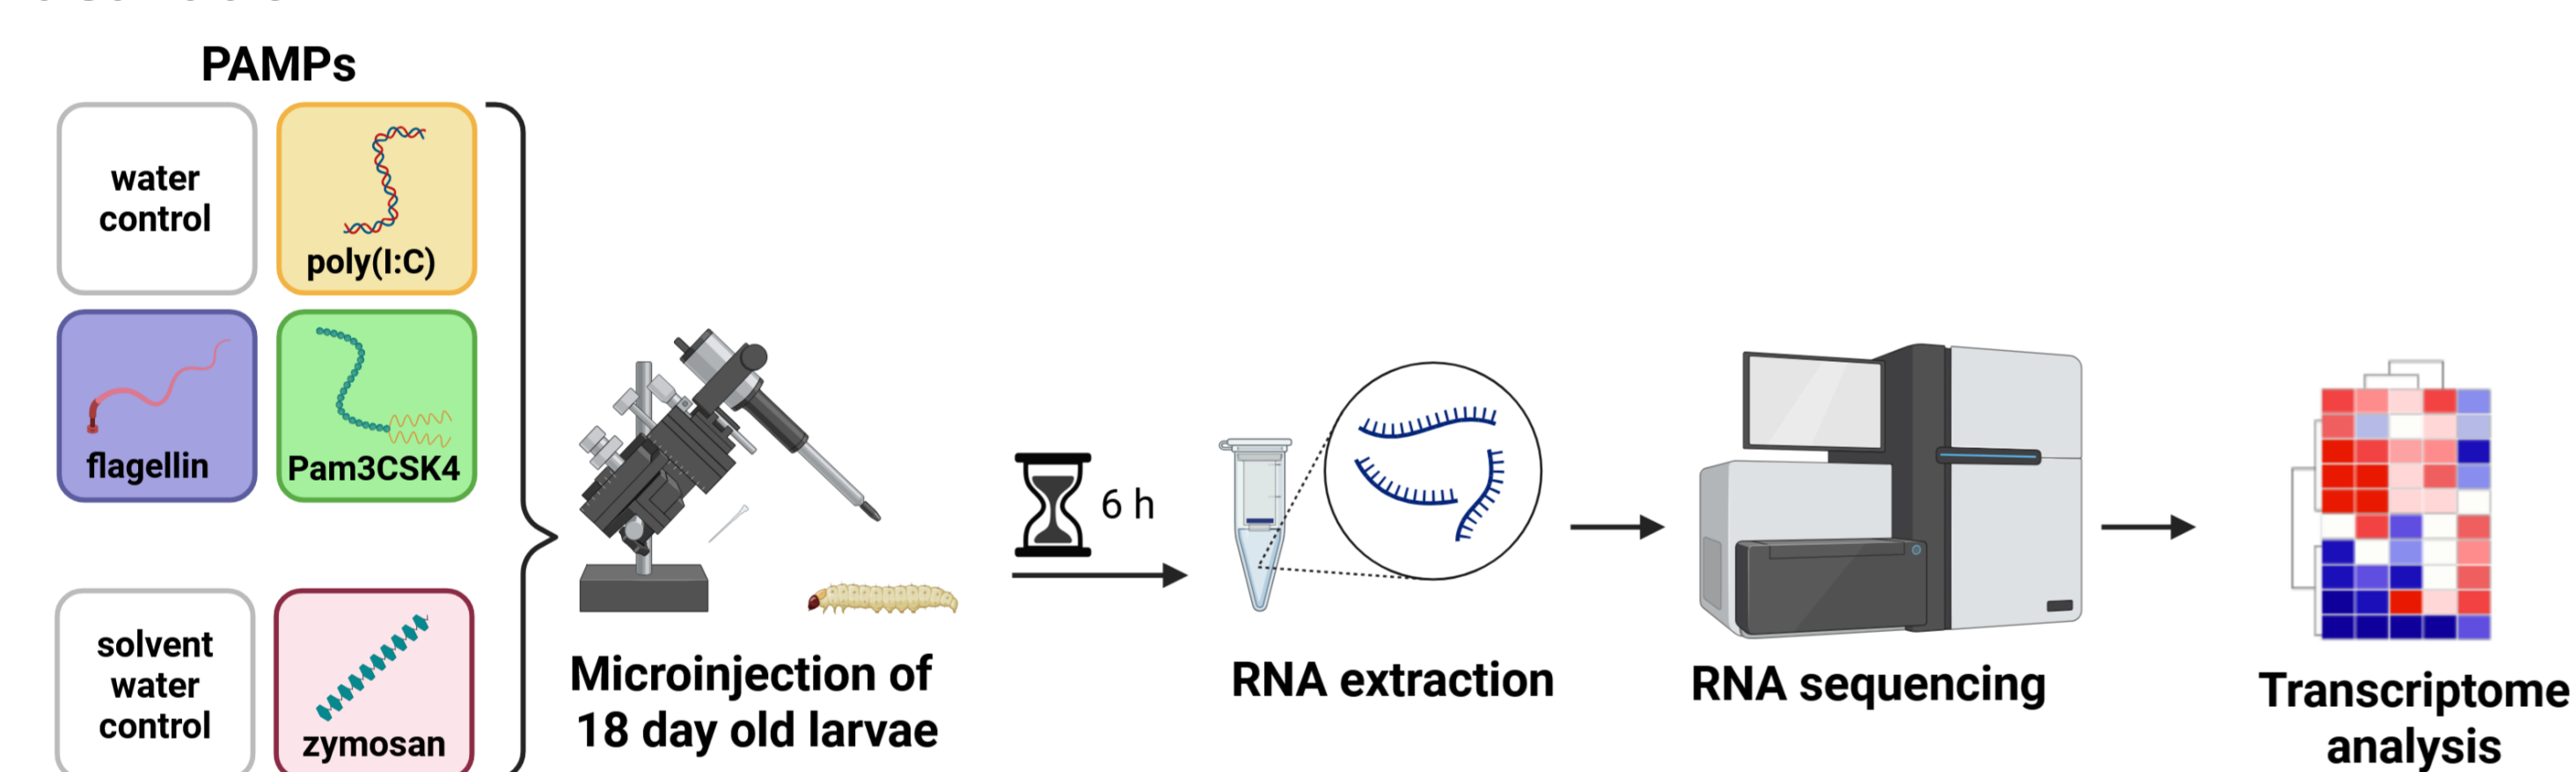 PAMPs
water
control
poly(I:C)
flagellin
Pam3CSK4
solvent
water
control
zymosan
Microinjection of
18 day old larvae
6 h
RNA extraction
RNA sequencing
Transcriptome
analysis